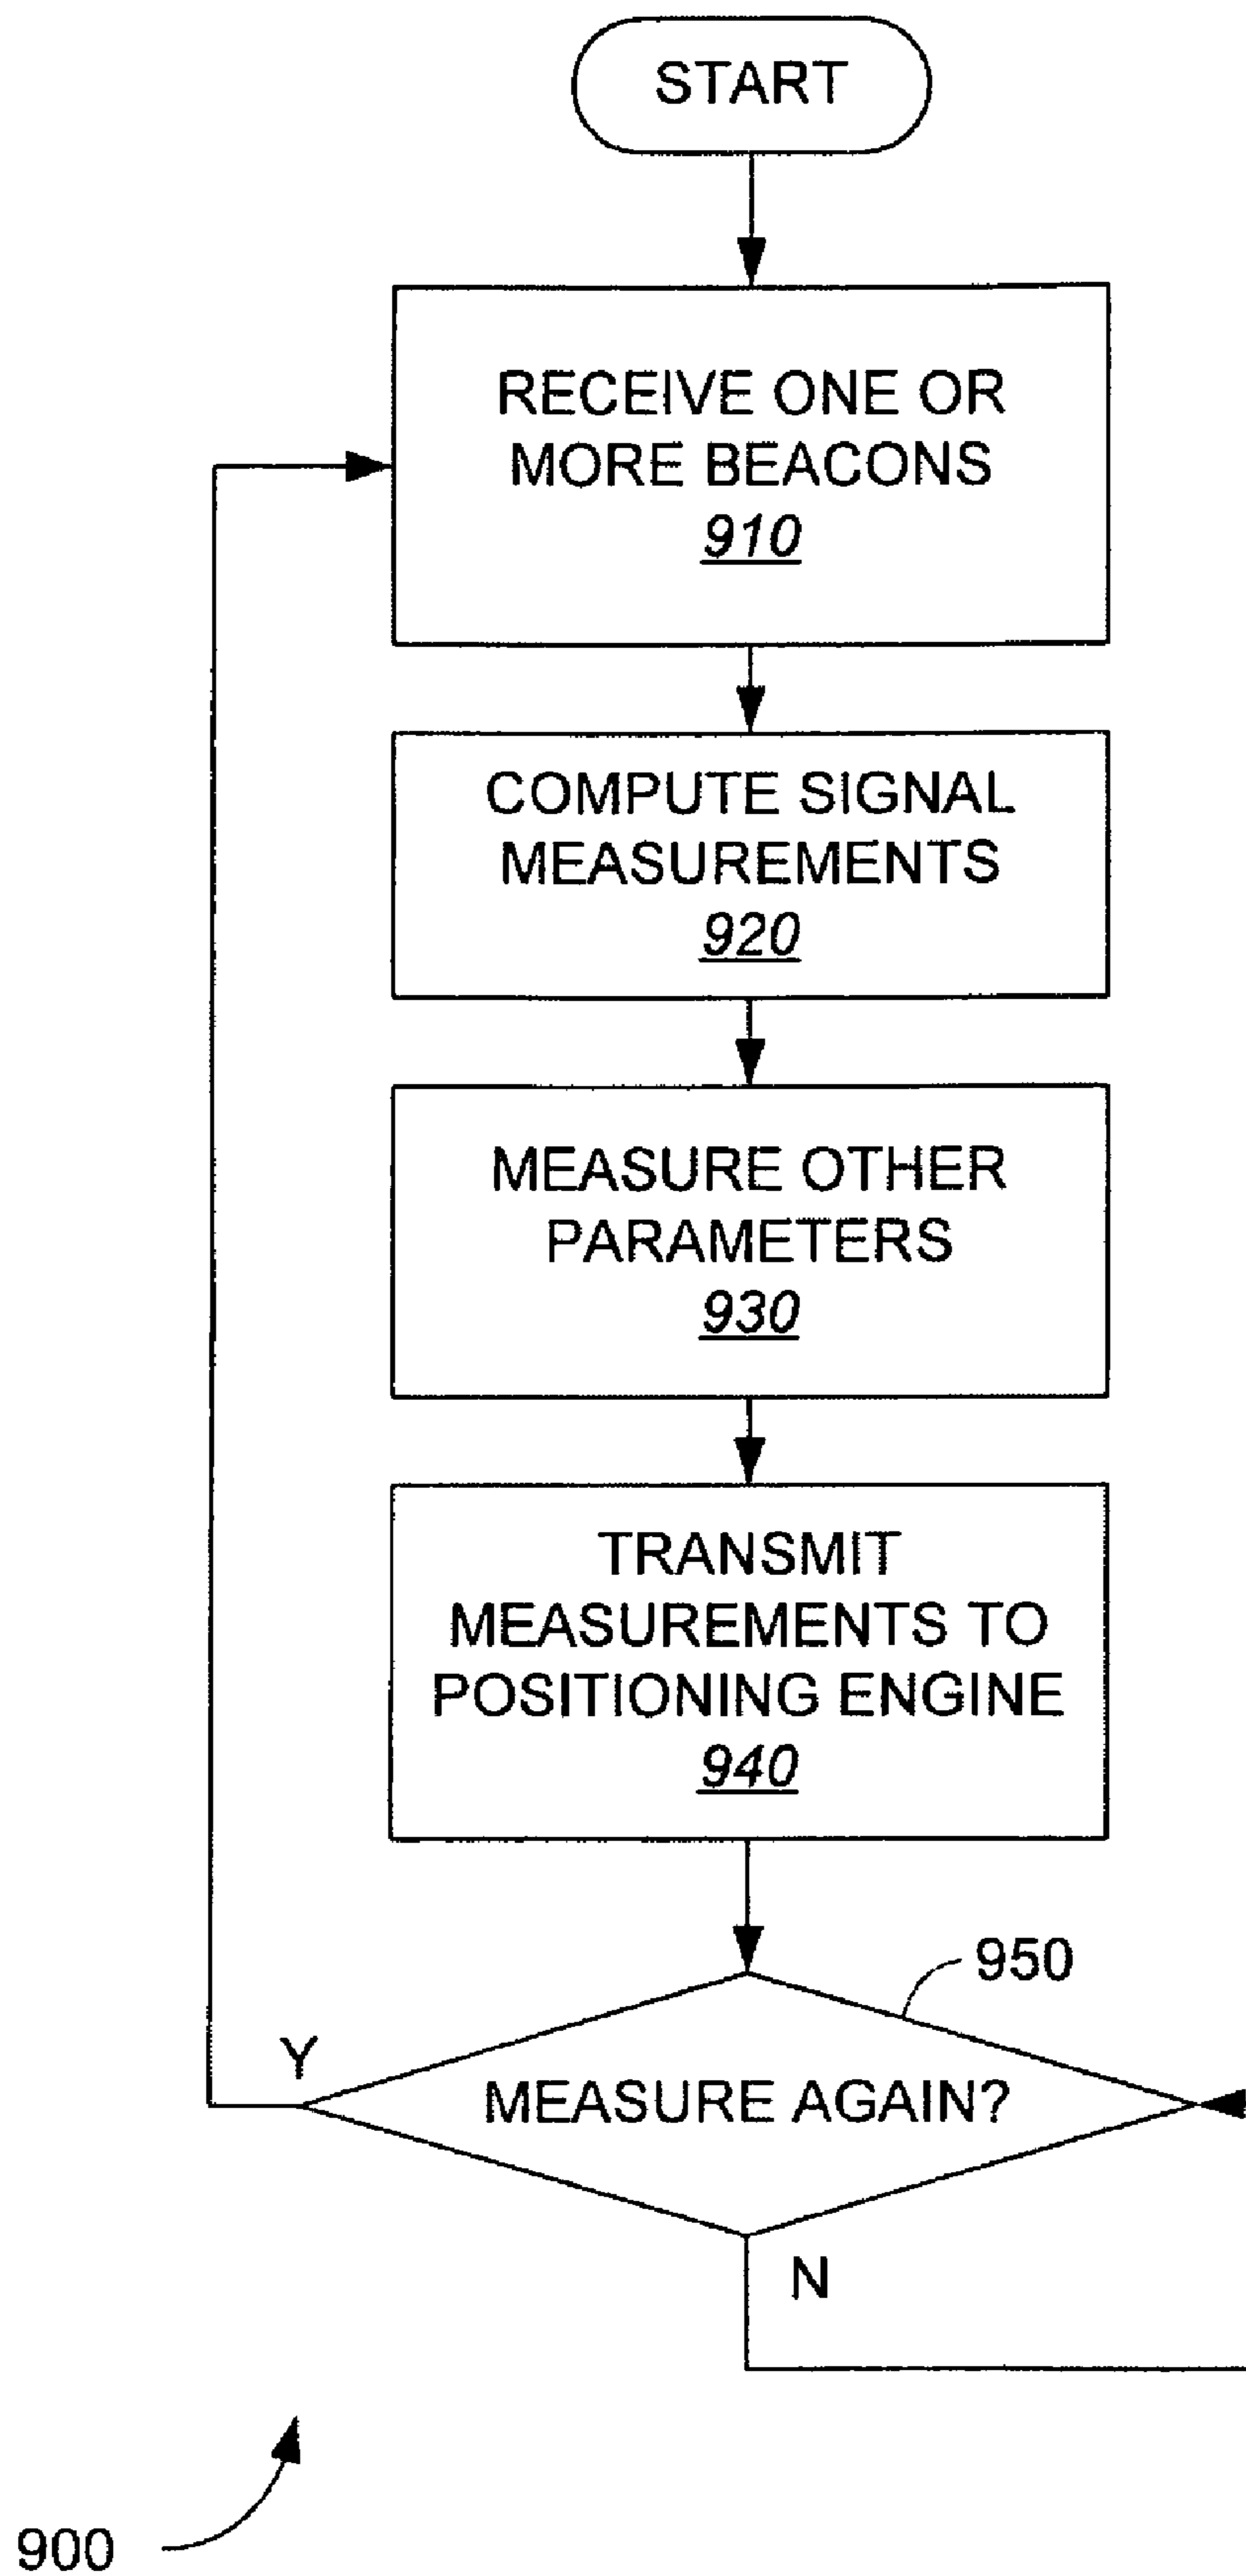 START
RECEIVE ONE OR
MORE BEACONS
910
COMPUTE SIGNAL
MEASUREMENTS
920
MEASURE OTHER
PARAMETERS
930
TRANSMIT
MEASUREMENTS TO
POSITIONING ENGINE
940
950
Y
MEASURE AGAIN?
N
900